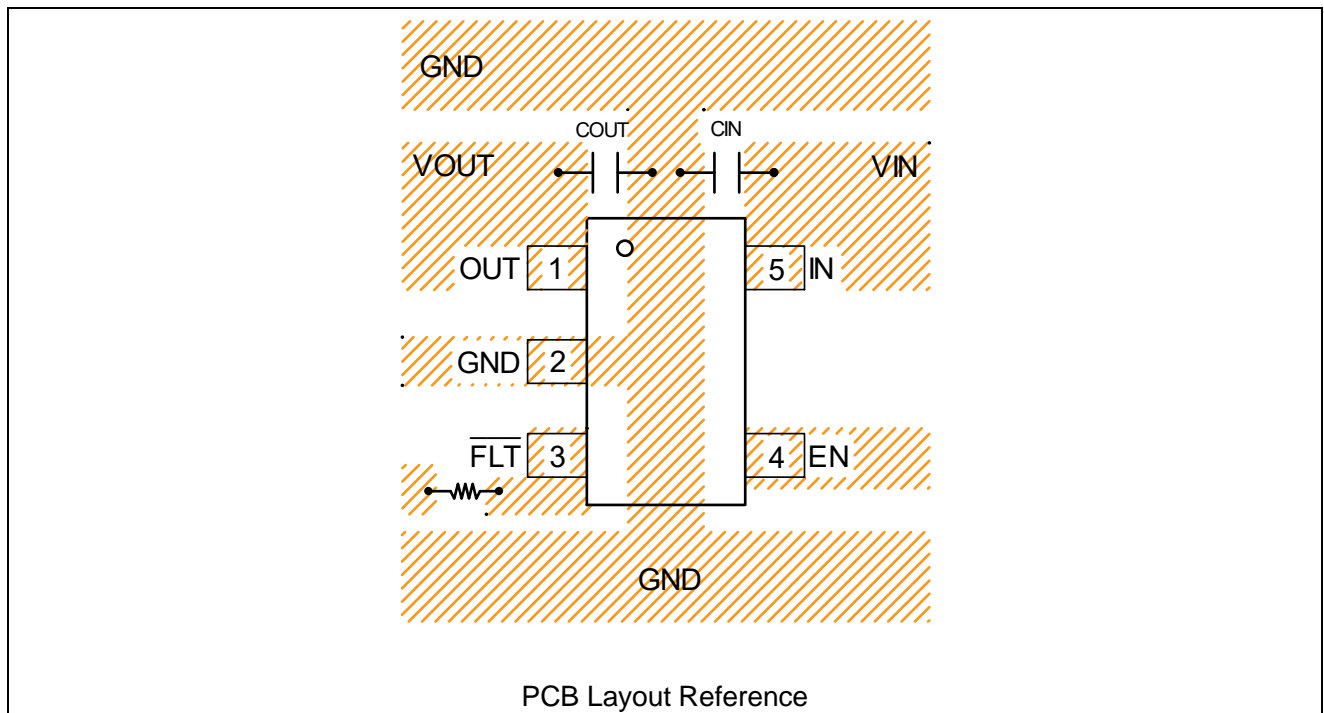 GND
COUT CIN
VOUT VIN
OUT 1 5 IN
GND 2
FLT 3 4 EN
GND
PCB Layout Reference